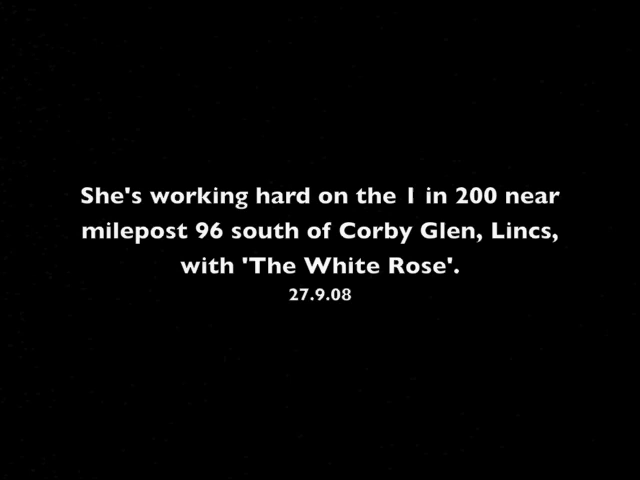 She's working hard on the 1 in 200 near
milepost 96 south of Corby Glen, Lincs,
with 'The White Rose'.
27.9.08